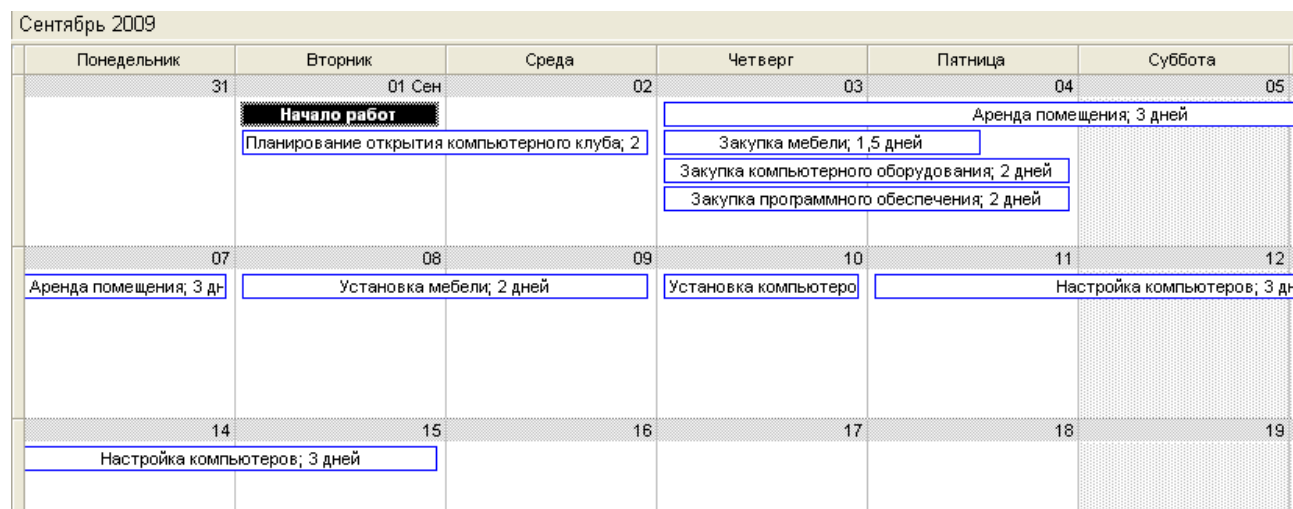 Сентябрь 2009
Понедельник Вторник Среда Четверг Пятница Суббота
31 01 Сен 02 03 04 05
Начало работ Аренда помещения; 3 дней
Планирование открытия компьютерного клуба; 2 Закупка мебели; 1,5 дней
Закупка компьютерного оборудования; 2 дней
Закупка программного обеспечения; 2 дней
07 08 09 10 11 12
Аренда помещения; 3 дн Установка мебели; 2 дней Установка компьютеро Настройка компьютеров; 3 дн
14 15 16 17 18 19
Настройка компьютеров; 3 дней